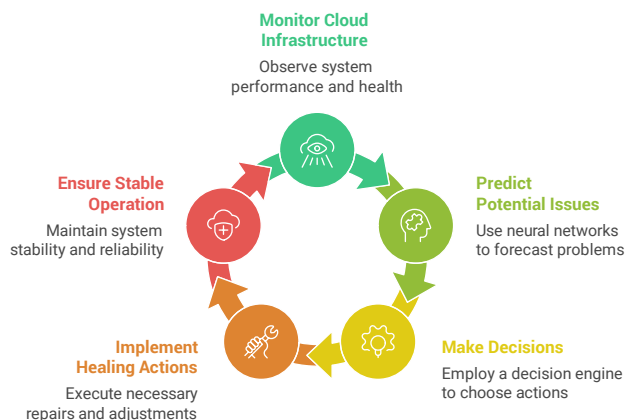 Monitor Cloud
Infrastructure
Observe system
performance and health
Predict
Potential Issues
Use neural networks
to forecast problems
Make Decisions
Employ a decision engine
to choose actions
Implement
Healing Actions
Execute necessary
repairs and adjustments
Ensure Stable
Operation
Maintain system
stability and reliability